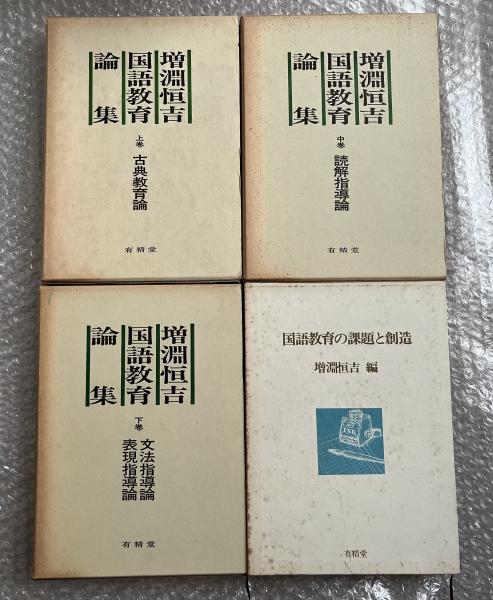 増淵恒吉
国語教育
論集
上巻 古典教育論
有精堂
増淵恒吉
国語教育
論集
中巻 読解指導論
有精堂
増淵恒吉
国語教育
論集
下巻 文法指導論
表現指導論
有精堂
国語教育の課題と創造
増淵恒吉 編
INK
有精堂